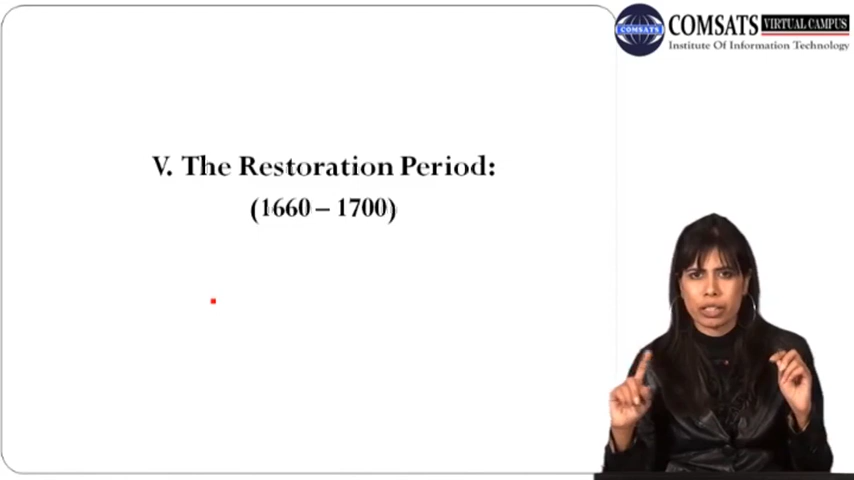 COMSATS VIRTUAL CAMPUS
Institute Of Information Technology
COMSATS
V. The Restoration Period:
(1660 – 1700)